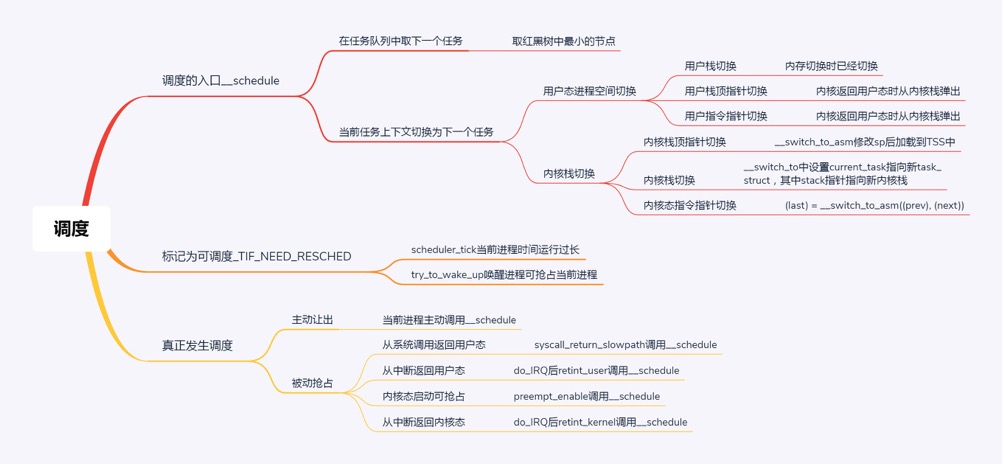 调度
调度的入口__schedule
在任务队列中取下一个任务
取红黑树中最小的节点
当前任务上下文切换为下一个任务
用户态进程空间切换
用户栈切换
内存切换时已经切换
用户栈顶指针切换
内核返回用户态时从内核栈弹出
用户指令指针切换
内核返回用户态时从内核栈弹出
内核栈切换
内核栈顶指针切换
__switch_to_asm修改sp后加载到TSS中
内核栈切换
__switch_to中设置current_task指向新task_
struct，其中stack指针指向新内核栈
内核态指令指针切换
(last) = __switch_to_asm((prev), (next))
标记为可调度_TIF_NEED_RESCHED
scheduler_tick当前进程时间运行过长
try_to_wake_up唤醒进程可抢占当前进程
真正发生调度
主动让出
当前进程主动调用__schedule
被动抢占
从系统调用返回用户态
syscall_return_slowpath调用__schedule
从中断返回用户态
do_IRQ后retint_user调用__schedule
内核态启动可抢占
preempt_enable调用__schedule
从中断返回内核态
do_IRQ后retint_kernel调用__schedule